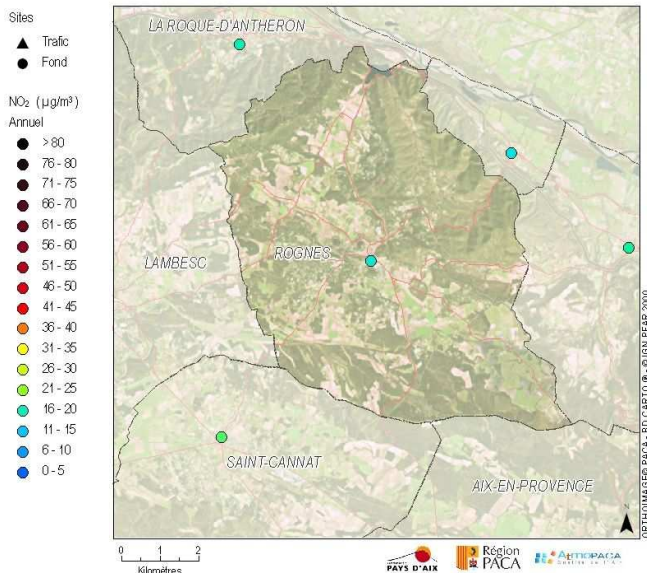 Sites
Trafic
Fond
NO₂ (µg/m³)
Annuel
> 80
76 - 80
71 - 75
66 - 70
61 - 65
56 - 60
51 - 55
46 - 50
41 - 45
36 - 40
31 - 35
26 - 30
21 - 25
16 - 20
11 - 15
6 - 10
0 - 5
LA ROQUE-D'ANTHERON
LAMBESC
ROGNES
SAINT-CANNAT
AIX-EN-PROVENCE
N
0 1 2
Kilomètres
PAYS D'AIX
Région
PACA